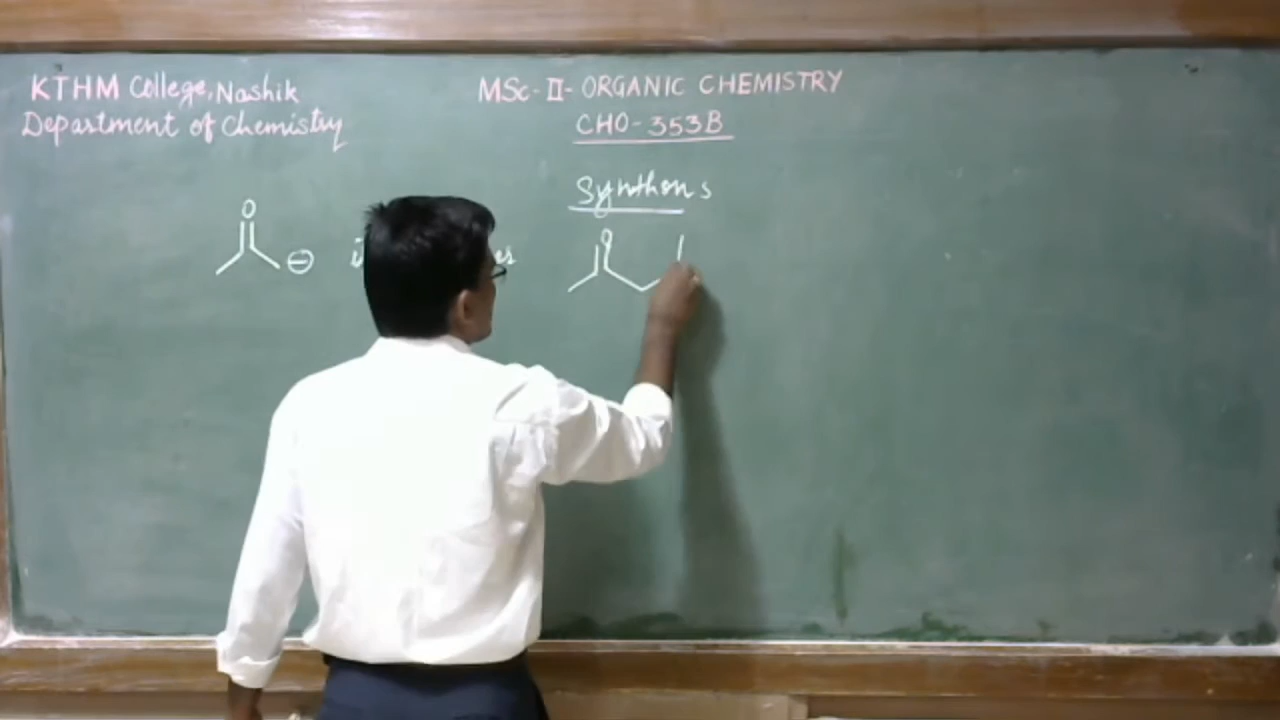 KTHM College, Nashik
Department of Chemistry
MSc-II-ORGANIC CHEMISTRY
CHO-353B
Synthons
O
⊖
O